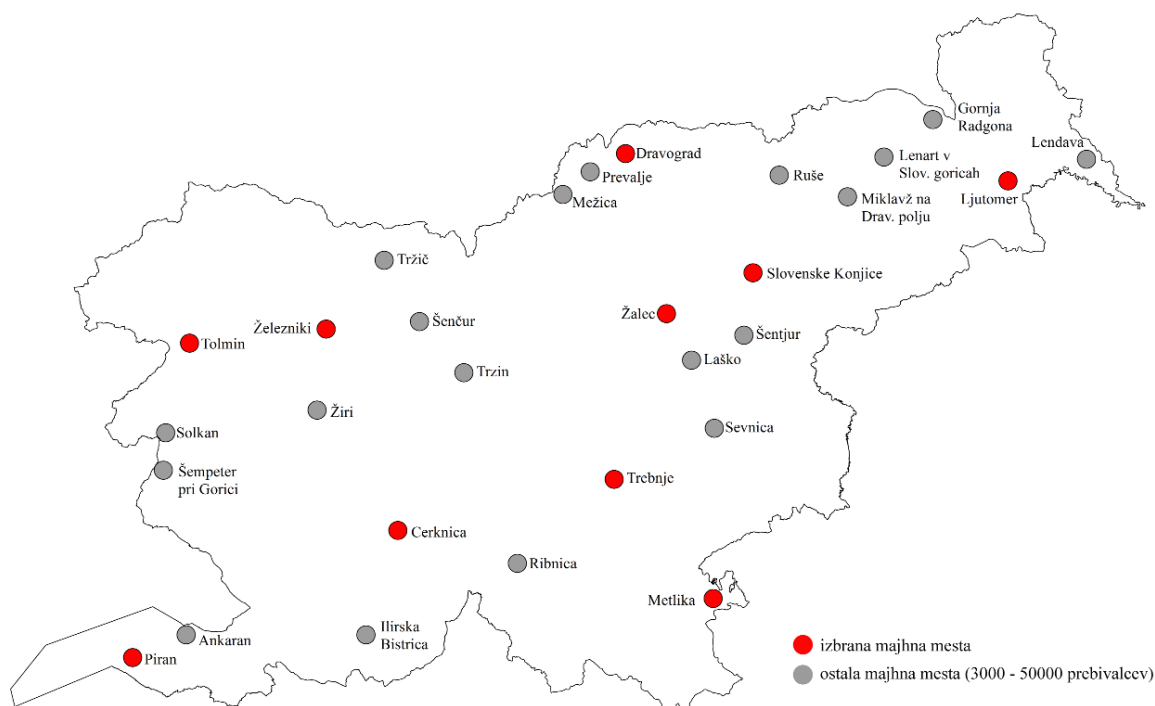 Gornja
Radgona
Dravograd
Lenart v
Slov. goricah
Lendava
Prevalje
Ruše
Mežica
Miklavž na
Drav. polju
Ljutomer
Tržič
Slovenske Konjice
Železniki
Šenčur
Žalec
Tolmin
Šentjur
Laško
Trzin
Žiri
Solkan
Sevnica
Šempeter
pri Gorici
Trebnje
Cerknica
Ribnica
Metlika
Ankaran
Ilirska
Bistrica
Piran
izbrana majhna mesta
ostala majhna mesta (3000 - 50000 prebivalcev)